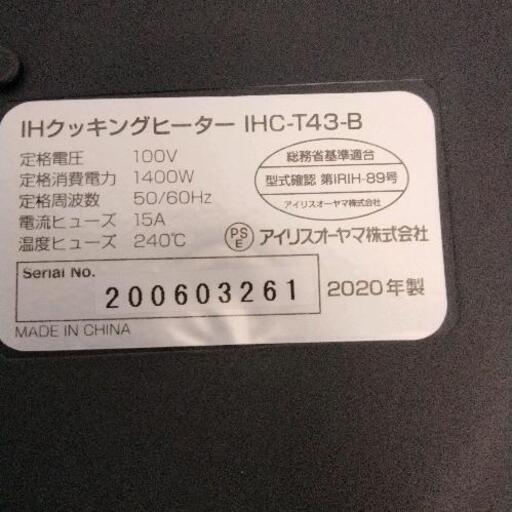 IHクッキングヒーター IHC-T43-B
定格電圧 100V
定格消費電力 1400W
定格周波数 50/60Hz
電流ヒューズ 15A
温度ヒューズ 240℃
総務省基準適合
型式確認 第IRIH-89号
アイリスオーヤマ株式会社
PSE アイリスオーヤマ株式会社
Serial No.
200603261
2020年製
MADE IN CHINA